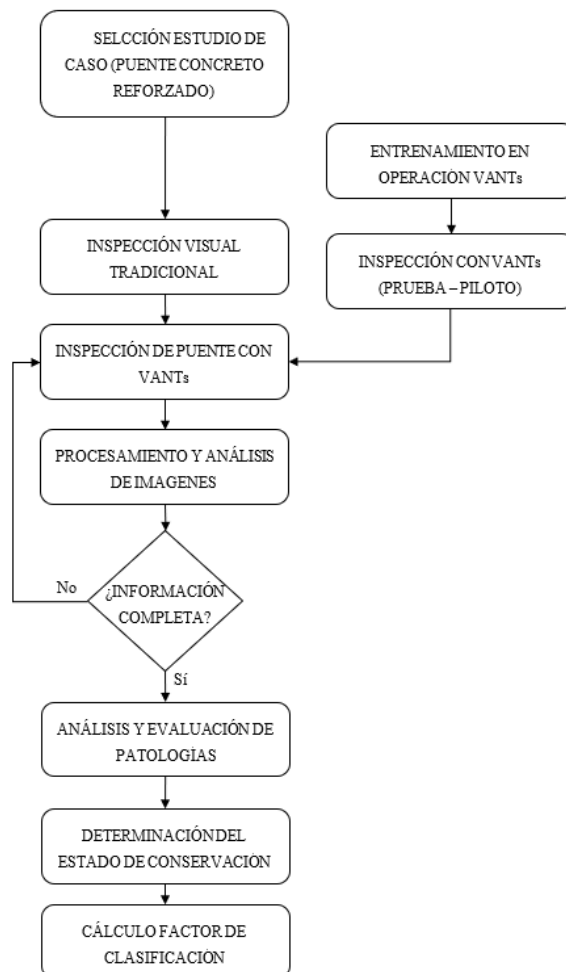 SELCCIÓN ESTUDIO DE
CASO (PUENTE CONCRETO
REFORZADO)
ENTRENAMIENTO EN
OPERACIÓN VANTs
INSPECCIÓN VISUAL
TRADICIONAL
INSPECCIÓN CON VANTs
(PRUEBA – PILOTO)
INSPECCIÓN DE PUENTE CON
VANTs
PROCESAMIENTO Y ANÁLISIS
DE IMAGENES
No
¿INFORMACIÓN
COMPLETA?
Sí
ANÁLISIS Y EVALUACIÓN DE
PATOLOGÍAS
DETERMINACIÓN DEL
ESTADO DE CONSERVACIÓN
CÁLCULO FACTOR DE
CLASIFICACIÓN